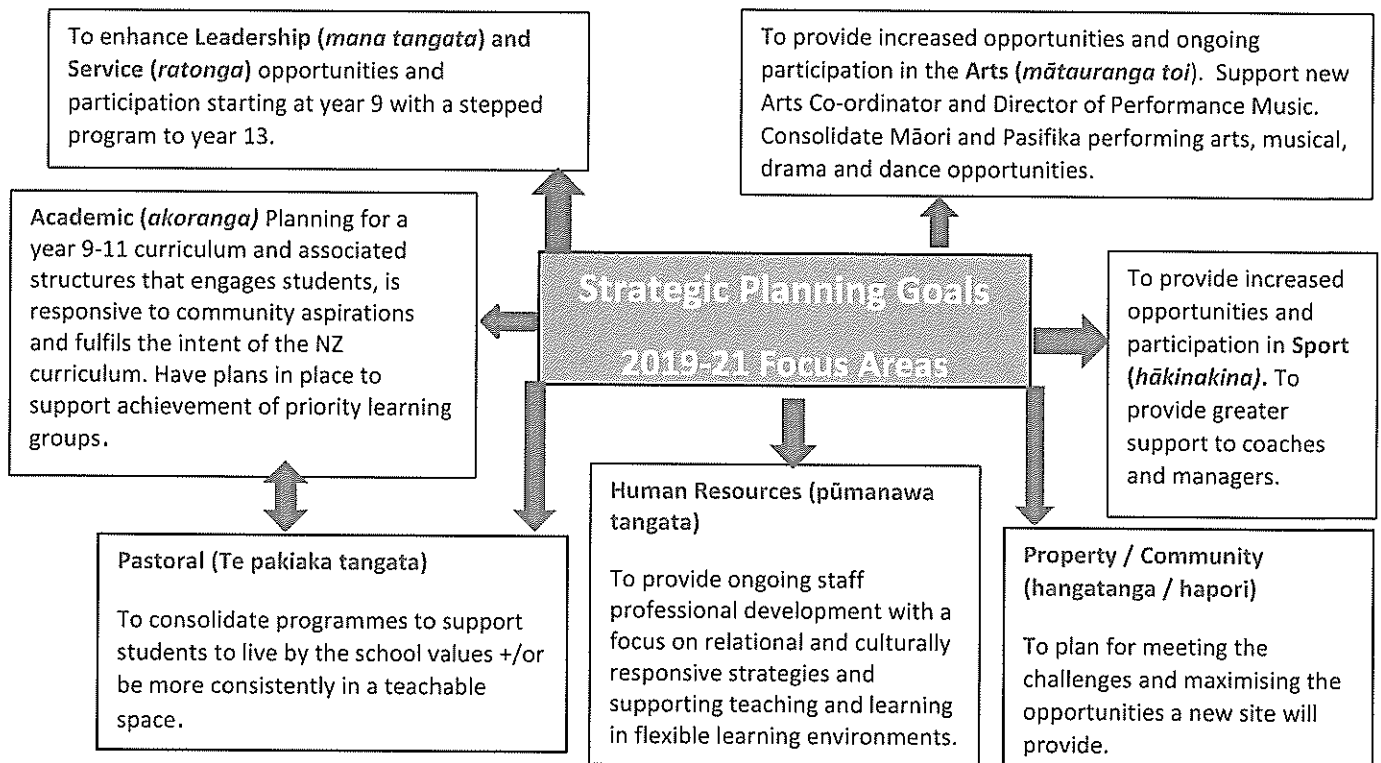 To enhance Leadership (mana tangata) and
Service (ratonga) opportunities and
participation starting at year 9 with a stepped
program to year 13.
To provide increased opportunities and ongoing
participation in the Arts (mātauranga toi). Support new
Arts Co-ordinator and Director of Performance Music.
Consolidate Māori and Pasifika performing arts, musical,
drama and dance opportunities.
Academic (akoranga) Planning for a
year 9-11 curriculum and associated
structures that engages students, is
responsive to community aspirations
and fulfils the intent of the NZ
curriculum. Have plans in place to
support achievement of priority learning
groups.
Strategic Planning Goals
2019-21 Focus Areas
To provide increased
opportunities and
participation in Sport
(hākinakina). To
provide greater
support to coaches
and managers.
Pastoral (Te pakiaka tangata)
To consolidate programmes to support
students to live by the school values +/or
be more consistently in a teachable
space.
Human Resources (pūmanawa
tangata)
To provide ongoing staff
professional development with a
focus on relational and culturally
responsive strategies and
supporting teaching and learning
in flexible learning environments.
Property / Community
(hangatanga / hapori)
To plan for meeting the
challenges and maximising the
opportunities a new site will
provide.